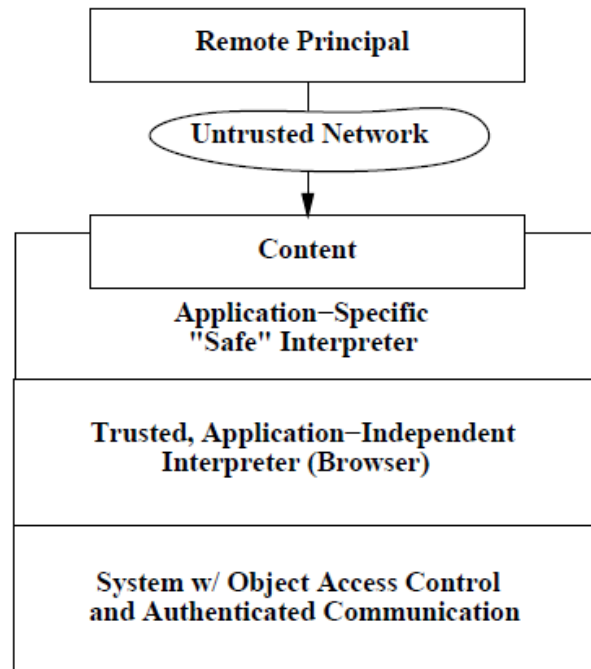 Remote Principal
Untrusted Network
Content
Application−Specific
"Safe" Interpreter
Trusted, Application−Independent
Interpreter (Browser)
System w/ Object Access Control
and Authenticated Communication